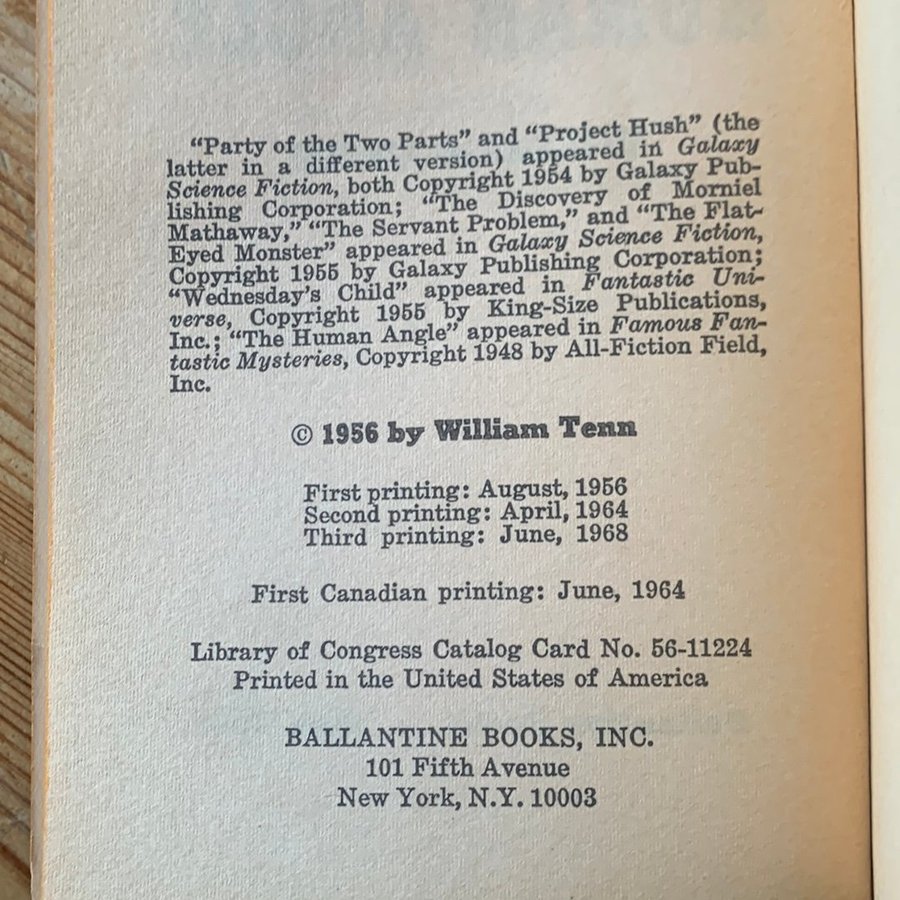 "Party of the Two Parts" and "Project Hush" (the
latter in a different version) appeared in Galaxy
Science Fiction, both Copyright 1954 by Galaxy Pub-
lishing Corporation; "The Discovery of Morniel
Mathaway," "The Servant Problem," and "The Flat-
Eyed Monster" appeared in Galaxy Science Fiction,
Copyright 1955 by Galaxy Publishing Corporation;
"Wednesday's Child" appeared in Fantastic Uni-
verse, Copyright 1955 by King-Size Publications,
Inc.; "The Human Angle" appeared in Famous Fan-
tastic Mysteries, Copyright 1948 by All-Fiction Field,
Inc.
© 1956 by William Tenn
First printing: August, 1956
Second printing: April, 1964
Third printing: June, 1968
First Canadian printing: June, 1964
Library of Congress Catalog Card No. 56-11224
Printed in the United States of America
BALLANTINE BOOKS, INC.
101 Fifth Avenue
New York, N.Y. 10003